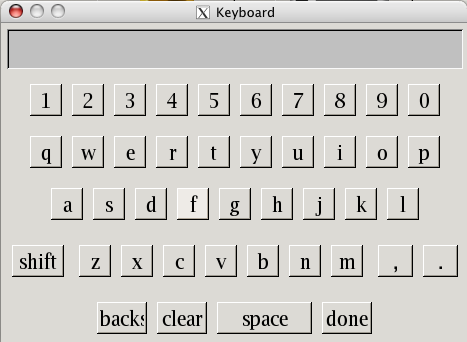 X Keyboard
1 2 3 4 5 6 7 8 9 0
q w e r t y u i o p
a s d f g h j k l
shift z x c v b n m , .
backs clear space done